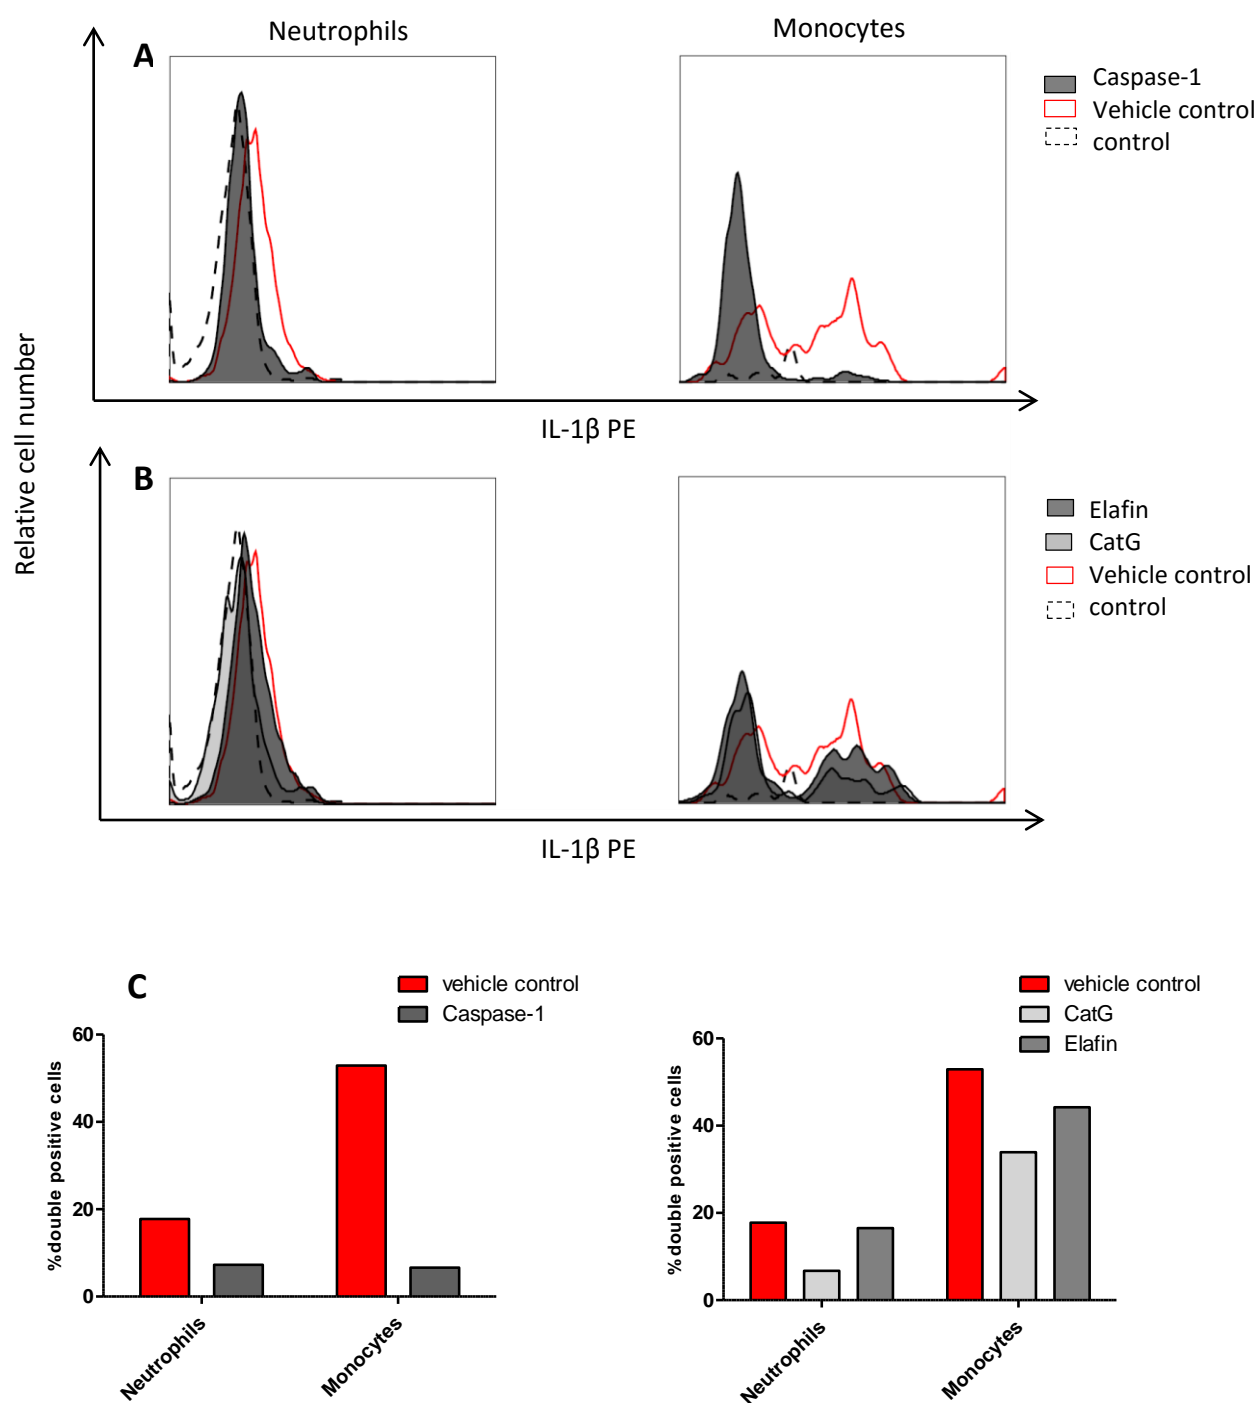 Neutrophils
Monocytes
A
Caspase-1
Vehicle control
control
Relative cell number
IL-1β PE
B
Elafin
CatG
Vehicle control
control
IL-1β PE
C
vehicle control
Caspase-1
60
40
20
0
%double positive cells
Neutrophils
Monocytes
vehicle control
CatG
Elafin
60
40
20
0
%double positive cells
Neutrophils
Monocytes